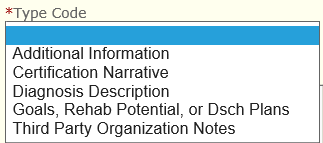 *Type Code
Additional Information
Certification Narrative
Diagnosis Description
Goals, Rehab Potential, or Dsch Plans
Third Party Organization Notes